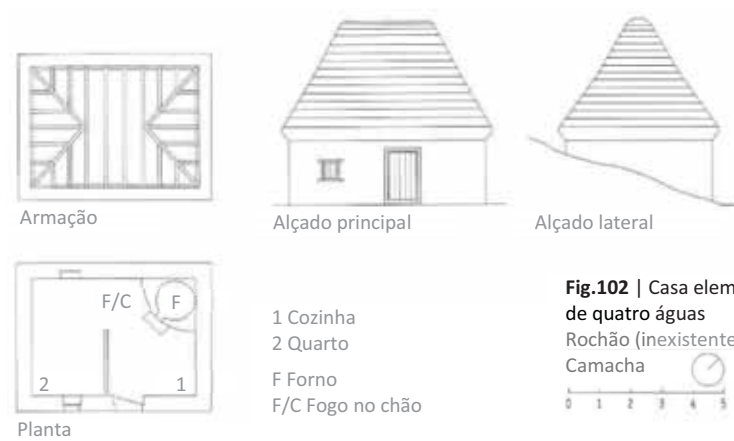 Armação
Alçado principal
Alçado lateral
F/C
F
2
1
Planta
1 Cozinha
2 Quarto
F Forno
F/C Fogo no chão
Fig.102 | Casa elem
de quatro águas
Rochão (inexistente
Camacha
0 1 2 3 4 5